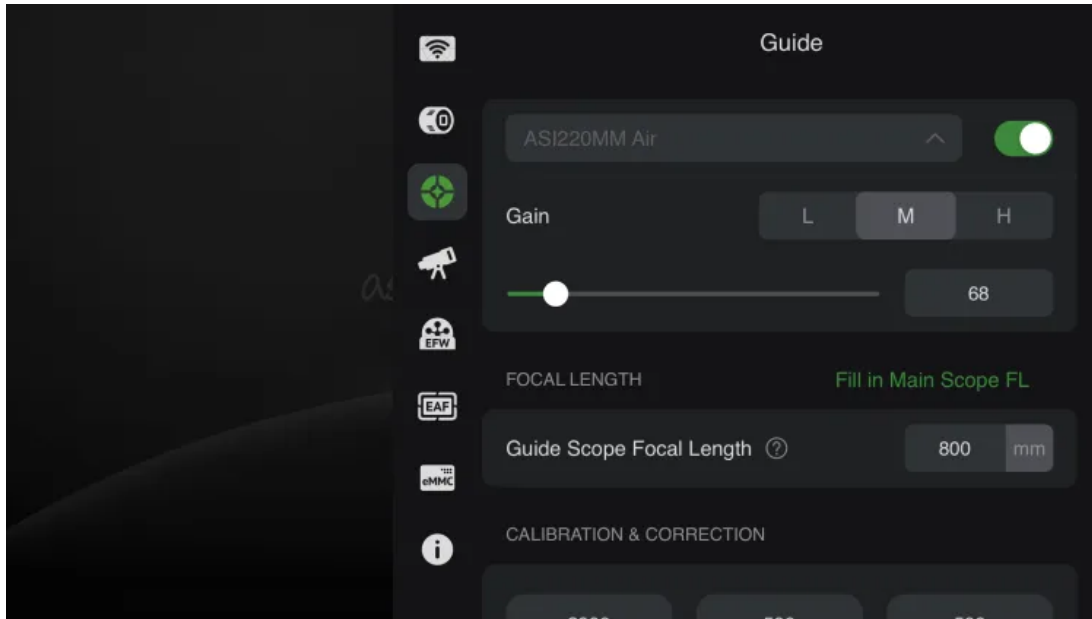 Guide
ASI220MM Air
Gain
L M H
68
EFW
FOCAL LENGTH
Fill in Main Scope FL
EAF
Guide Scope Focal Length ?
800 mm
eMMC
CALIBRATION & CORRECTION
i